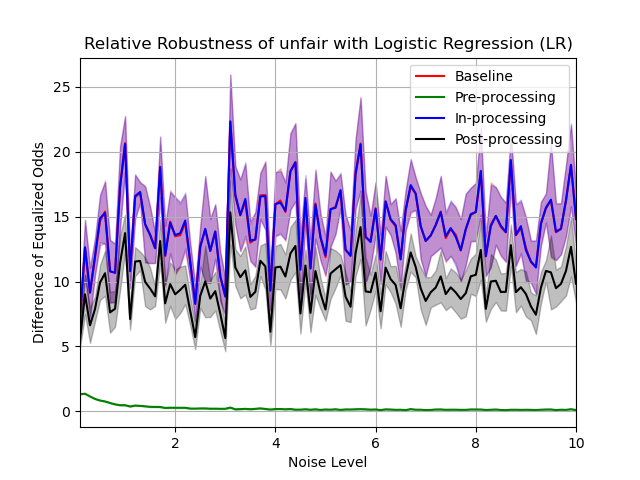 Relative Robustness of unfair with Logistic Regression (LR)
Difference of Equalized Odds
25
20
15
10
5
0
Baseline
Pre-processing
In-processing
Post-processing
2
4
6
8
10
Noise Level